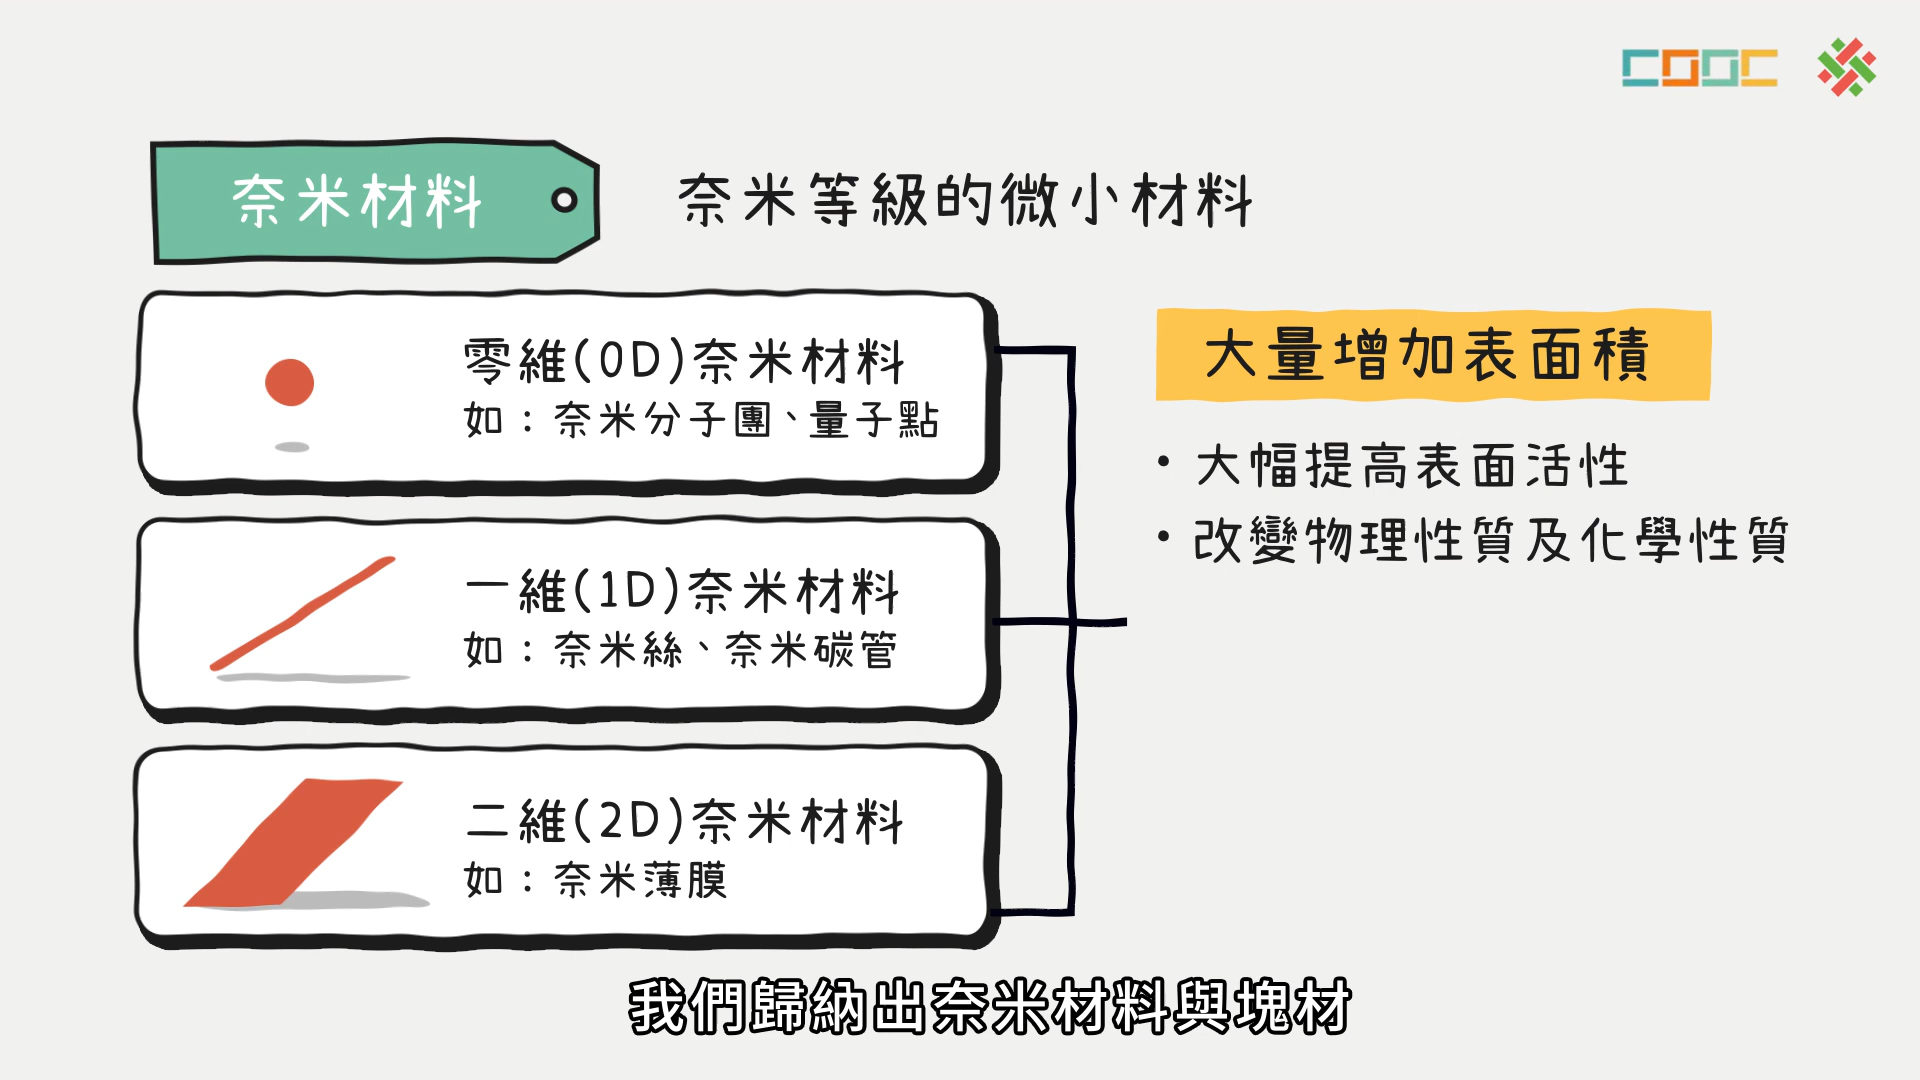 COOC
奈米材料
奈米等級的微小材料
零維(0D)奈米材料
如：奈米分子團、量子點
一維(1D)奈米材料
如：奈米絲、奈米碳管
二維(2D)奈米材料
如：奈米薄膜
大量增加表面積
• 大幅提高表面活性
• 改變物理性質及化學性質
我們歸納出奈米材料與塊材